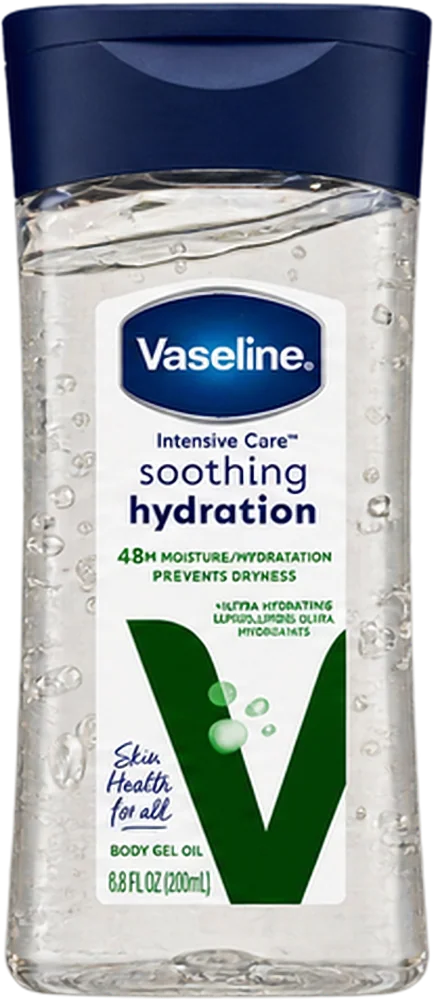 Vaseline®
Intensive Care™
soothing
hydration
48H MOISTURE/HYDRATATION
PREVENTS DRYNESS
Skin
Health
for all
BODY GEL OIL
8.8 FL OZ (200mL)